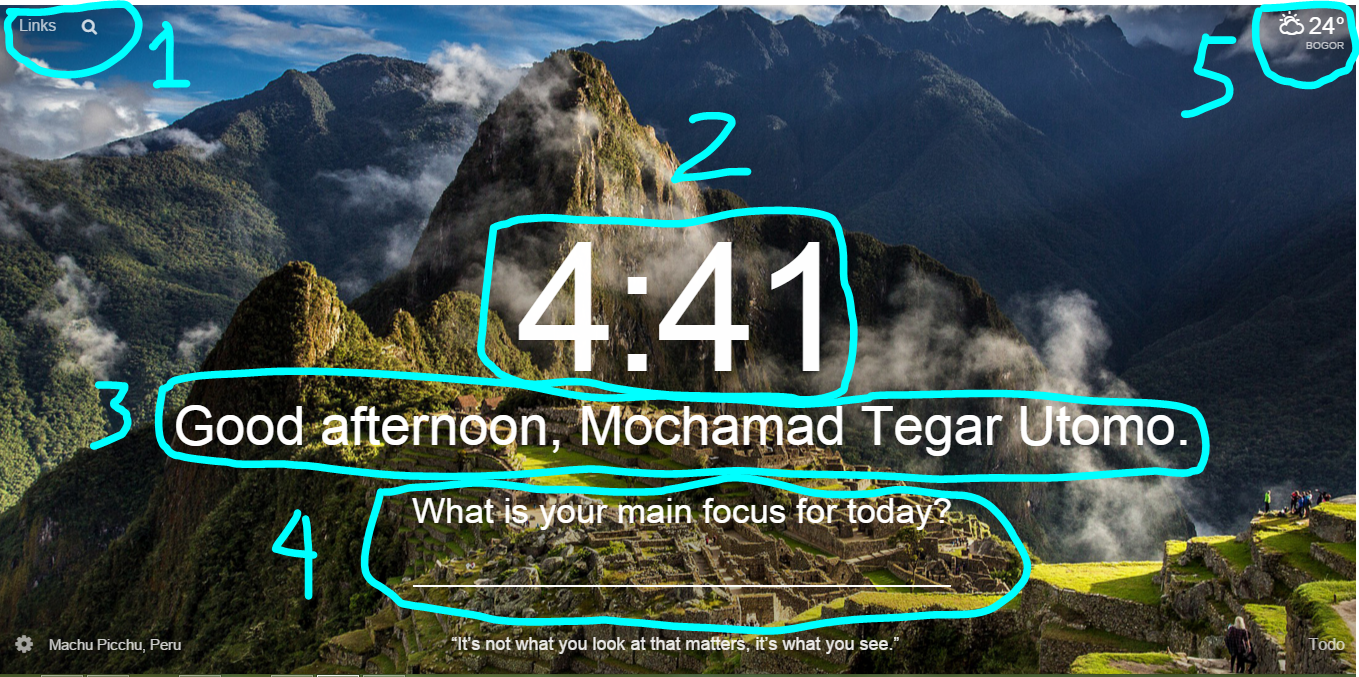 Links
1
24°
BOGOR
5
2
4:41
3
Good afternoon, Mochamad Tegar Utomo.
4
What is your main focus for today?
Machu Picchu, Peru
“It's not what you look at that matters, it's what you see.”
Todo